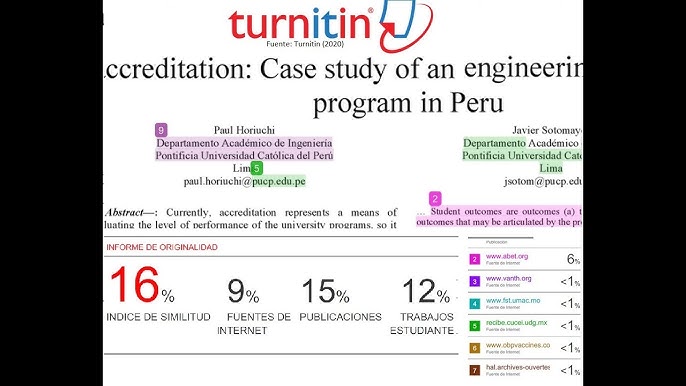 turnitin
Fuente: Turnitin (2020)
ccreditation: Case study of an engineerin
program in Peru
9
Paul Horiuchi
Departamento Académico de Ingeniería
Pontificia Universidad Católica del Perú
Lim 5
paul.horiuchi@pucp.edu.pe
Javier Sotomayo
Departamento Académico d
Pontificia Universidad Cató
Lima
jsotom@pucp.edu
Abstract—: Currently, accreditation represents a means of
luating the level of performance of the university programs, so it
2
… Student outcomes are outcomes (a) t
outcomes that may be articulated by the pro
INFORME DE ORIGINALIDAD
16%
INDICE DE SIMILITUD
9%
FUENTES DE
INTERNET
15%
PUBLICACIONES
12%
TRABAJOS
ESTUDIANTE
Publicación
2 www.abet.org 6%
Fuente de Internet
3 www.vanth.org <1%
Fuente de Internet
4 www.fst.umac.mo <1%
Fuente de Internet
5 recibe.cucei.udg.mx <1%
Fuente de Internet
6 www.obpvaccines.co <1%
Fuente de Internet
7 hal.archives-ouvertes <1%
Fuente de Internet